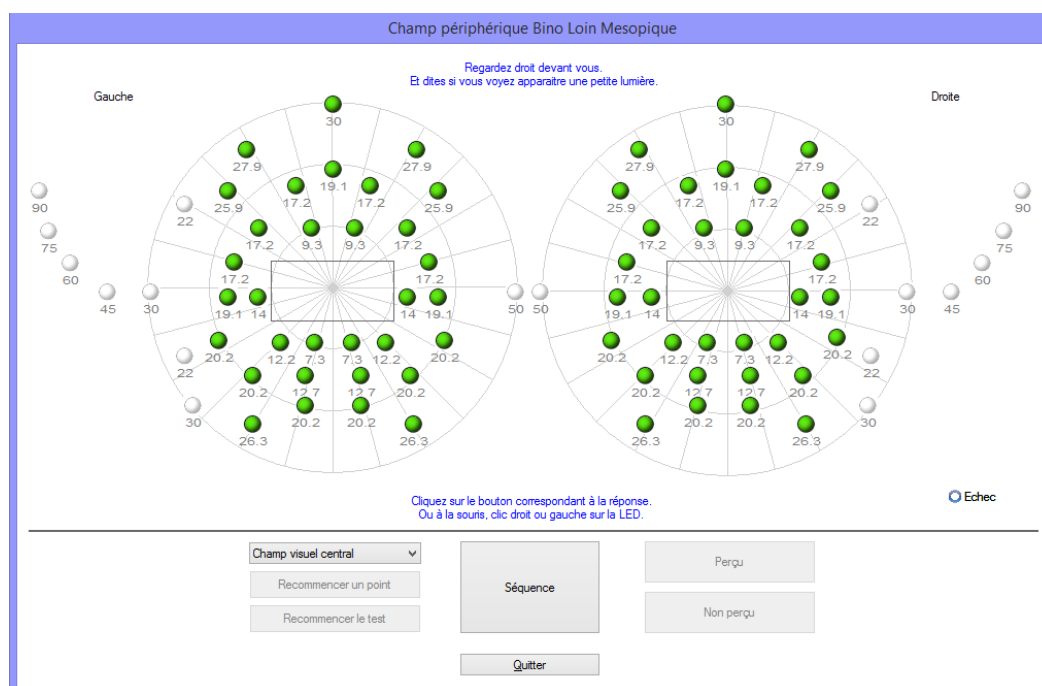 Champ périphérique Bino Loin Mesopique
Regardez droit devant vous.
Et dites si vous voyez apparaitre une petite lumière.
Gauche
Droite
30 30
27.9 27.9 27.9 27.9
19.1 19.1
25.9 17.2 17.2 25.9 25.9 17.2 17.2 25.9
90 22 22 90
75 17.2 9.3 9.3 17.2 17.2 9.3 9.3 17.2 75
60 17.2 17.2 17.2 17.2 60
45 30 19.1 14 14 19.1 50 50 19.1 14 14 19.1 30 45
20.2 12.2 7.3 7.3 12.2 20.2 20.2 12.2 7.3 7.3 12.2 20.2
22 22
20.2 12.7 12.7 20.2 20.2 12.7 12.7 20.2
30 20.2 20.2 20.2 20.2 30
26.3 26.3 26.3 26.3
Cliquez sur le bouton correspondant à la réponse.
Ou à la souris, clic droit ou gauche sur la LED.
Echec
Champ visuel central
Recommencer un point
Recommencer le test
Séquence
Perçu
Non perçu
Quitter